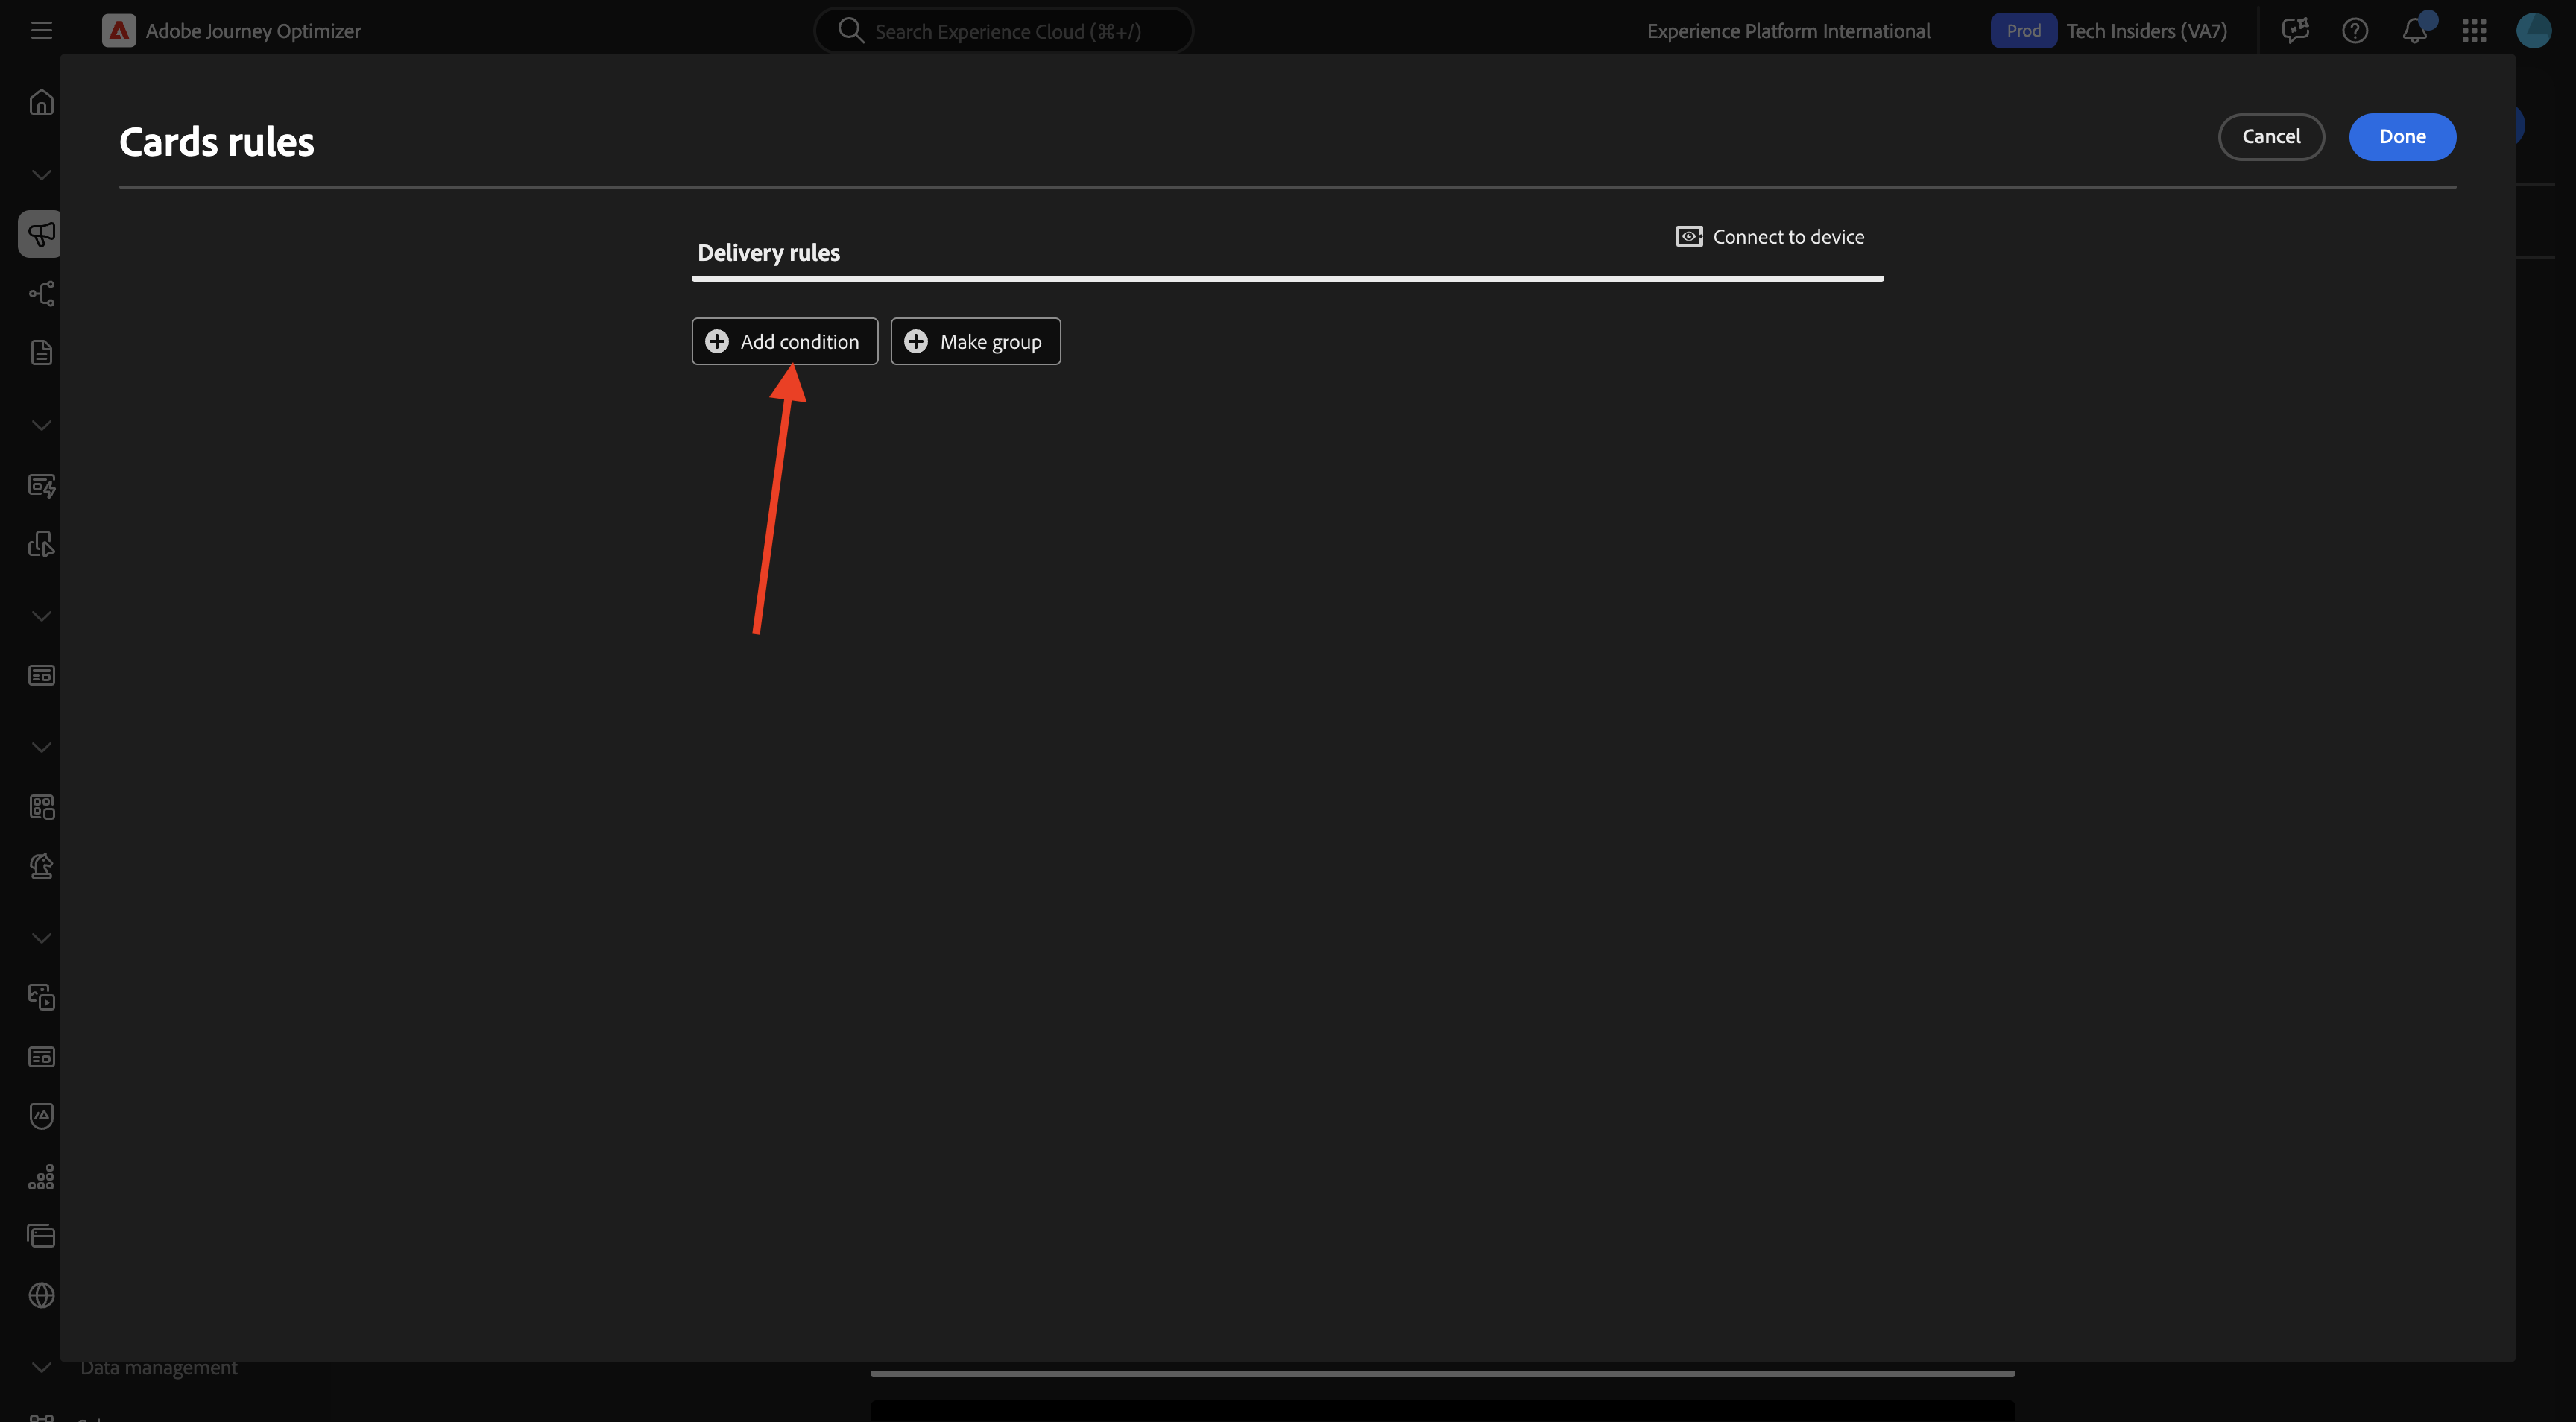 Adobe Journey Optimizer
Search Experience Cloud (⌘+/)
Experience Platform International
Prod
Tech Insiders (VA7)
Cards rules
Cancel
Done
Connect to device
Delivery rules
Add condition
Make group
Data management